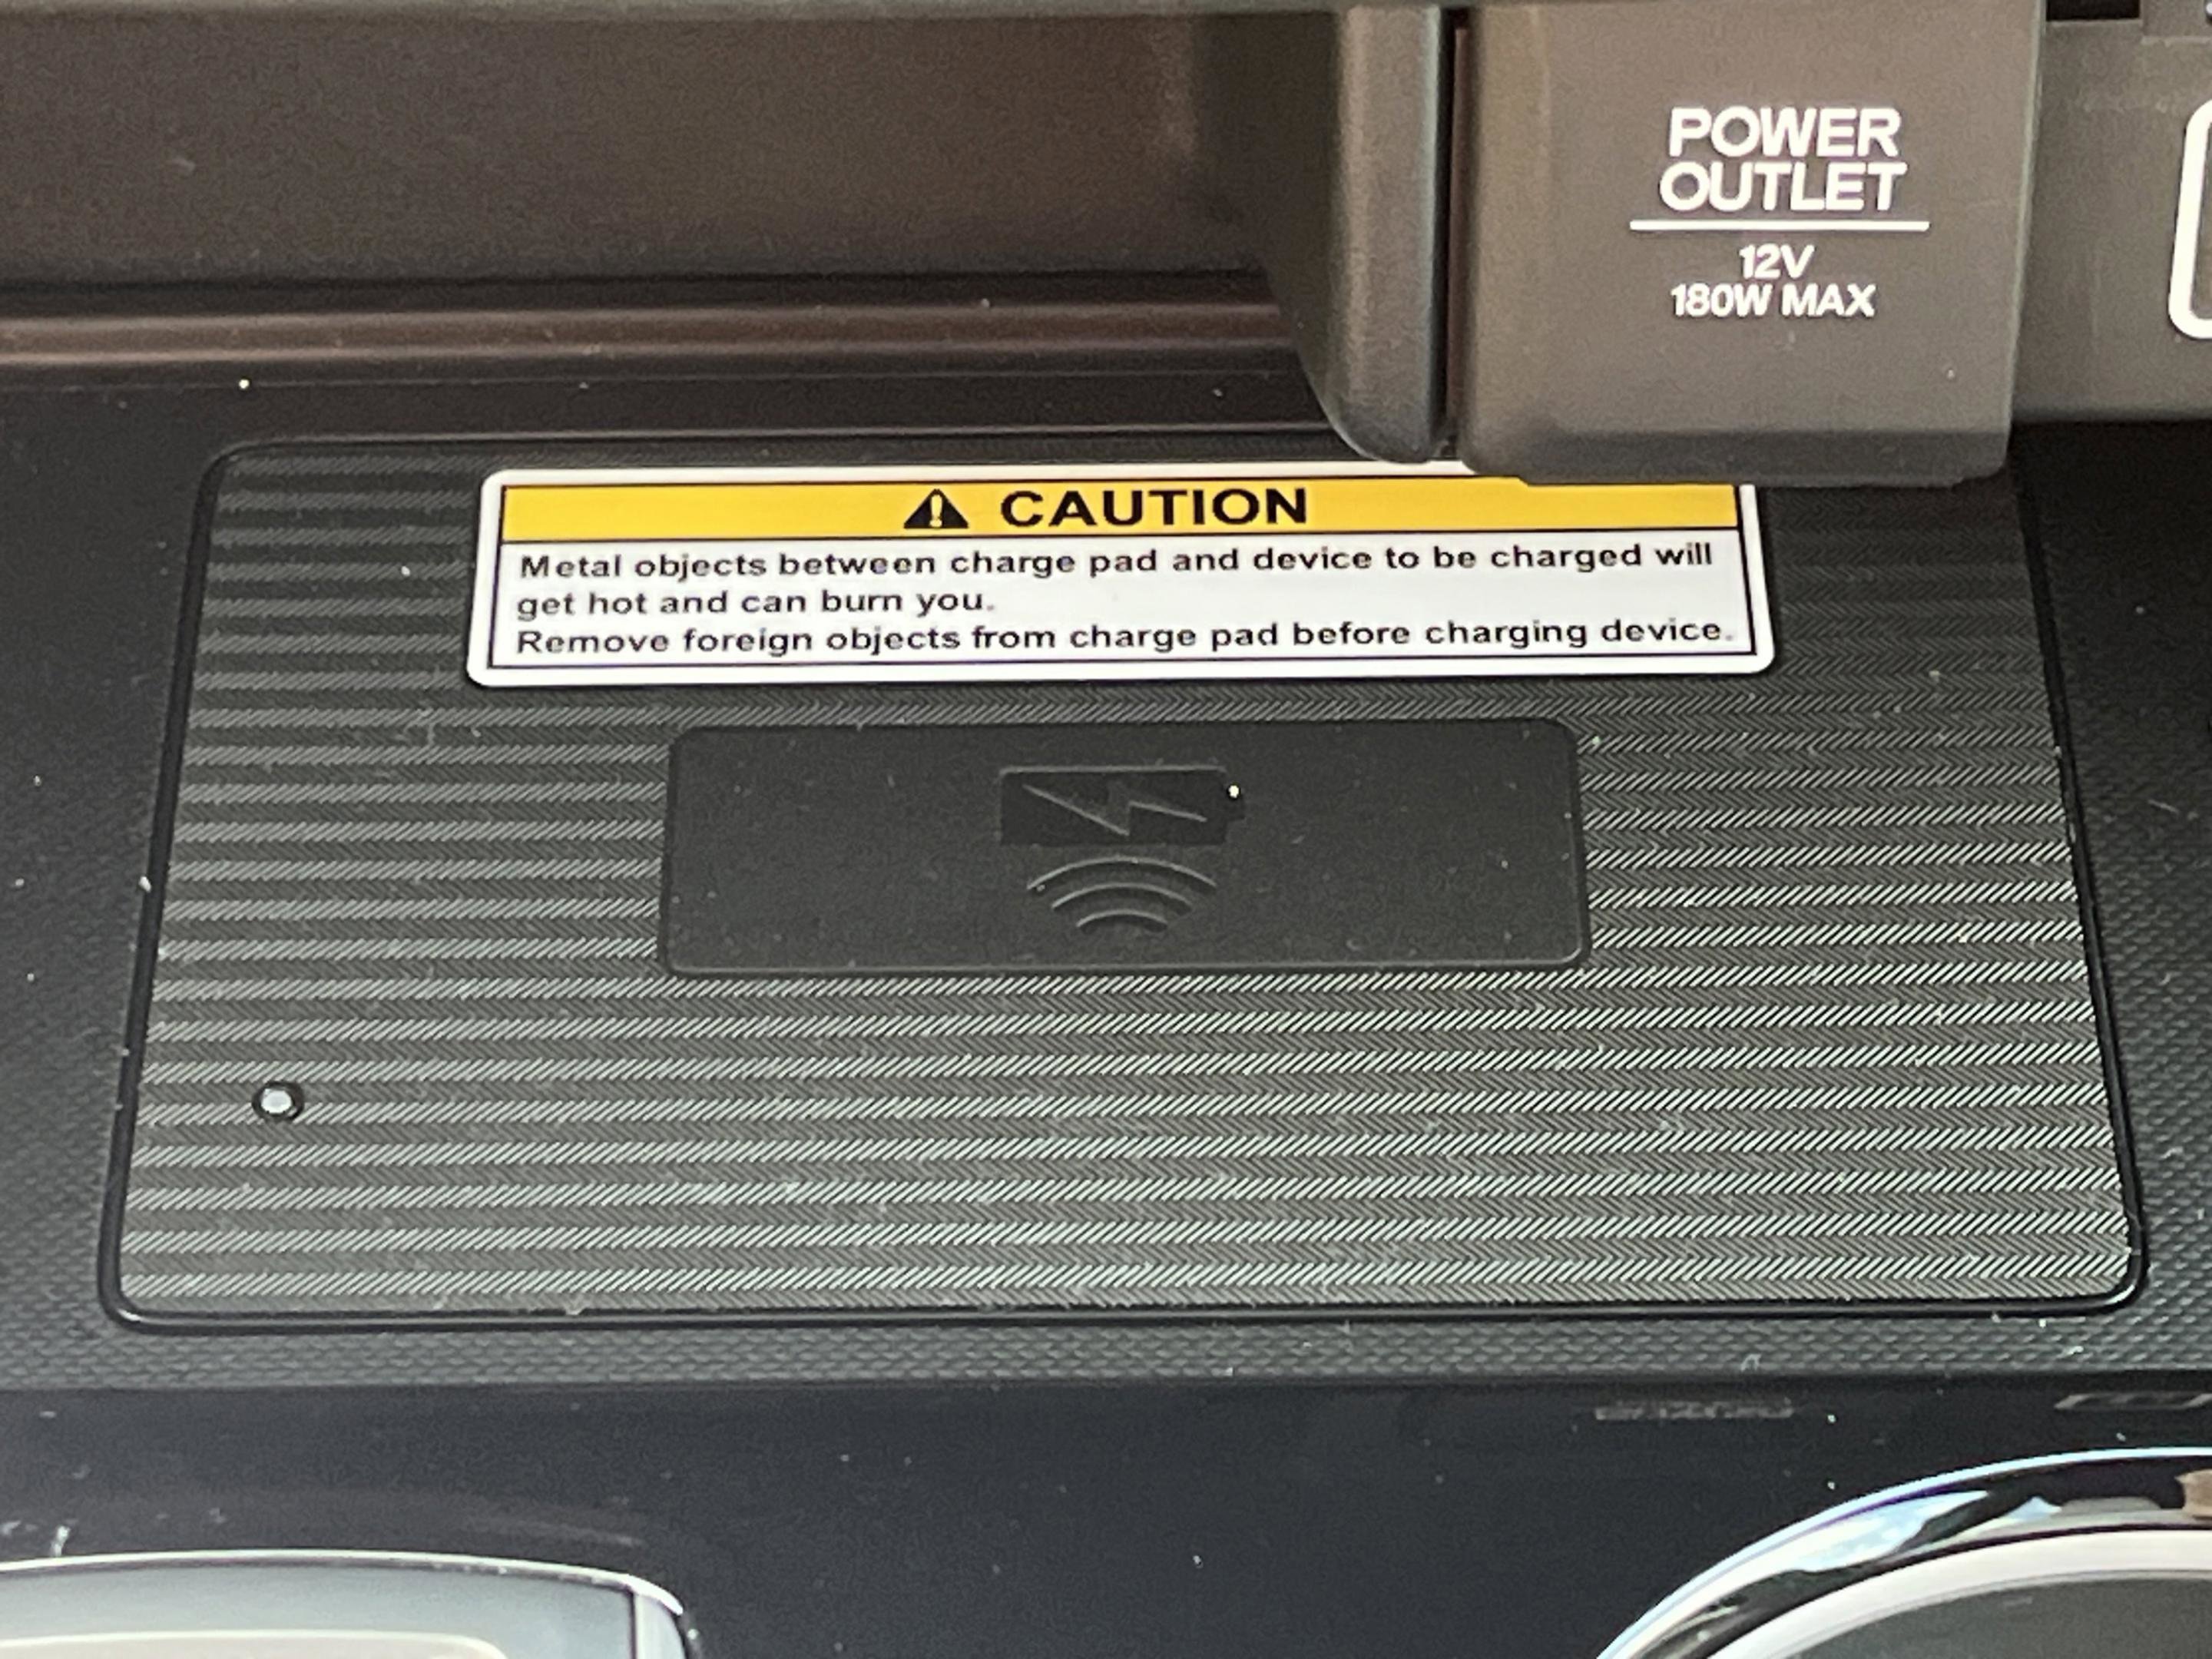 POWER
OUTLET
12V
180W MAX
CAUTION
Metal objects between charge pad and device to be charged will
get hot and can burn you.
Remove foreign objects from charge pad before charging device.